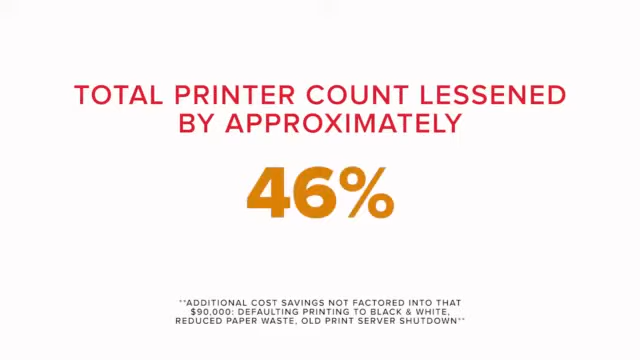 TOTAL PRINTER COUNT LESSENED
BY APPROXIMATELY
46%
**ADDITIONAL COST SAVINGS NOT FACTORED INTO THAT
$90,000: DEFAULTING PRINTING TO BLACK & WHITE,
REDUCED PAPER WASTE, OLD PRINT SERVER SHUTDOWN**